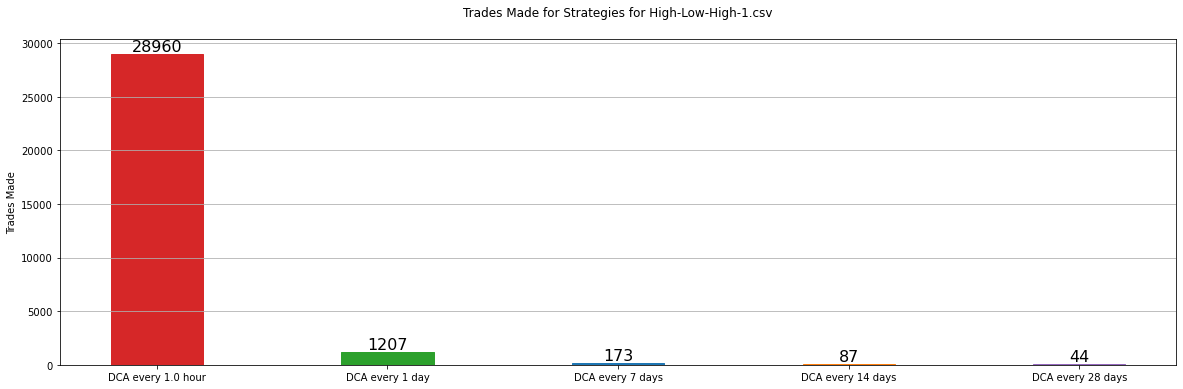 Trades Made for Strategies for High-Low-High-1.csv
Trades Made
30000
25000
20000
15000
10000
5000
0
28960
1207
173
87
44
DCA every 1.0 hour
DCA every 1 day
DCA every 7 days
DCA every 14 days
DCA every 28 days